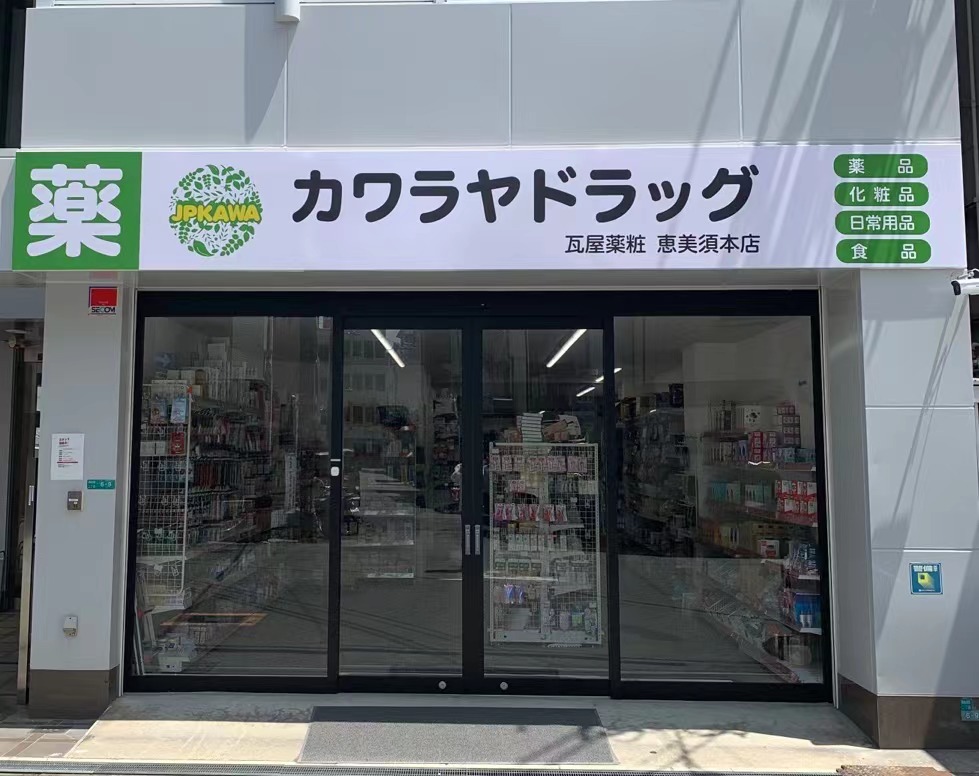 薬
JPKAWA
カワラヤドラッグ
瓦屋薬粧 恵美須本店
薬 品
化 粧 品
日常用品
食 品
SECOM